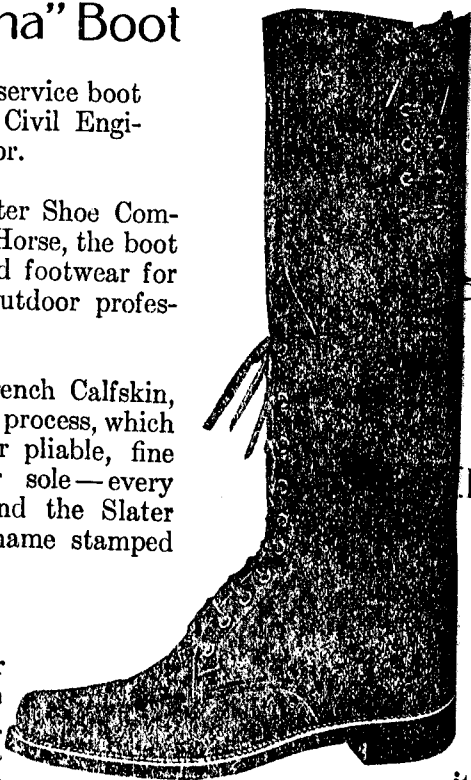 na" Boot
service boot
Civil Engi-
or.
ter Shoe Com-
Horse, the boot
d footwear for
outdoor profes-
ench Calfskin,
process, which
r pliable, fine
sole—every
nd the Slater
name stamped